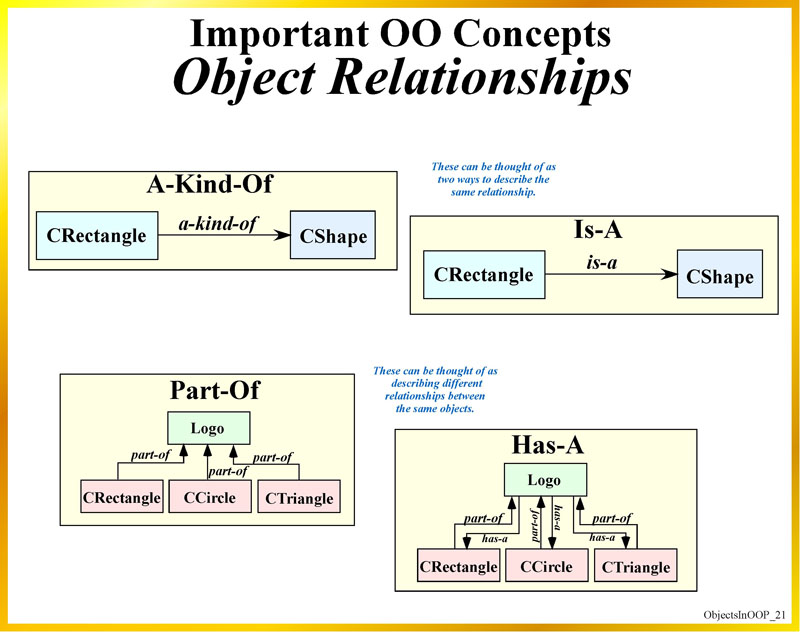 Important OO Concepts
Object Relationships
A-Kind-Of
CRectangle
a-kind-of
CShape
These can be thought of as
two ways to describe the
same relationship.
Is-A
CRectangle
is-a
CShape
Part-Of
Logo
part-of
part-of
part-of
CRectangle
CCircle
CTriangle
These can be thought of as
describing different
relationships between
the same objects.
Has-A
Logo
part-of
has-a
part-of
has-a
part-of
has-a
CRectangle
CCircle
CTriangle
ObjectsInOOP_21